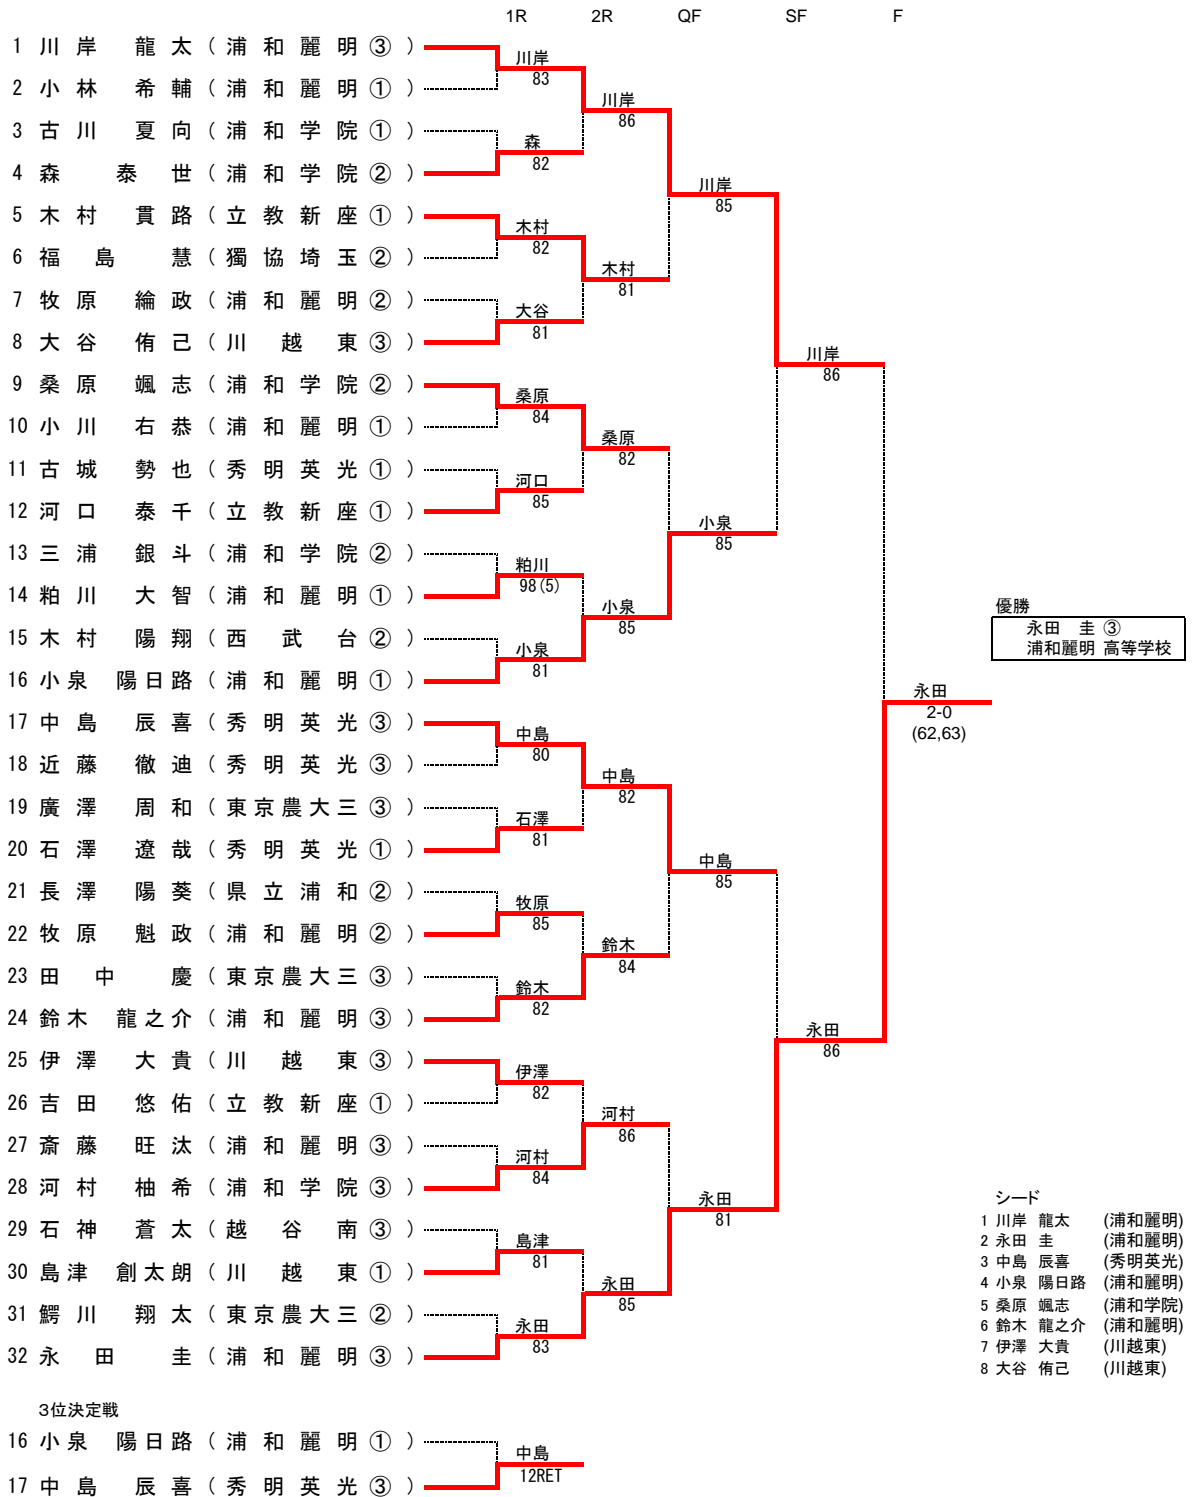 1R 2R QF SF F
1 川岸 龍太 ( 浦和麗明 ③ )
2 小林 希輔 ( 浦和麗明 ① )
3 古川 夏向 ( 浦和学院 ① )
4 森 泰世 ( 浦和学院 ② )
5 木村 貫路 ( 立教新座 ① )
6 福島 慧 ( 獨協埼玉 ② )
7 牧原 綸政 ( 浦和麗明 ② )
8 大谷 侑己 ( 川越東 ③ )
9 桑原 颯志 ( 浦和学院 ② )
10 小川 右恭 ( 浦和麗明 ① )
11 古城 勢也 ( 秀明英光 ① )
12 河口 泰千 ( 立教新座 ① )
13 三浦 銀斗 ( 浦和学院 ② )
14 粕川 大智 ( 浦和麗明 ① )
15 木村 陽翔 ( 西武台 ② )
16 小泉 陽日路 ( 浦和麗明 ① )
17 中島 辰喜 ( 秀明英光 ③ )
18 近藤 徹迪 ( 秀明英光 ③ )
19 廣澤 周和 ( 東京農大三 ③ )
20 石澤 遼哉 ( 秀明英光 ① )
21 長澤 陽葵 ( 県立浦和 ② )
22 牧原 魁政 ( 浦和麗明 ② )
23 田中 慶 ( 東京農大三 ③ )
24 鈴木 龍之介 ( 浦和麗明 ③ )
25 伊澤 大貴 ( 川越東 ③ )
26 吉田 悠佑 ( 立教新座 ① )
27 斎藤 旺汰 ( 浦和麗明 ③ )
28 河村 柚希 ( 浦和学院 ③ )
29 石神 蒼太 ( 越谷南 ③ )
30 島津 創太朗 ( 川越東 ① )
31 鰐川 翔太 ( 東京農大三 ② )
32 永田 圭 ( 浦和麗明 ③ )
川岸
83
森
82
木村
82
大谷
81
桑原
84
河口
85
粕川
98(5)
小泉
81
中島
80
石澤
81
牧原
85
鈴木
82
伊澤
82
河村
84
島津
81
永田
83
川岸
86
木村
81
桑原
82
小泉
85
中島
82
鈴木
84
河村
86
永田
85
川岸
85
小泉
85
中島
85
永田
81
川岸
86
永田
86
永田
2-0
(62,63)
優勝
永田 圭 ③
浦和麗明 高等学校
シード
1 川岸 龍太 (浦和麗明)
2 永田 圭 (浦和麗明)
3 中島 辰喜 (秀明英光)
4 小泉 陽日路 (浦和麗明)
5 桑原 颯志 (浦和学院)
6 鈴木 龍之介 (浦和麗明)
7 伊澤 大貴 (川越東)
8 大谷 侑己 (川越東)
3位決定戦
16 小泉 陽日路 ( 浦和麗明 ① )
17 中島 辰喜 ( 秀明英光 ③ )
中島
12RET